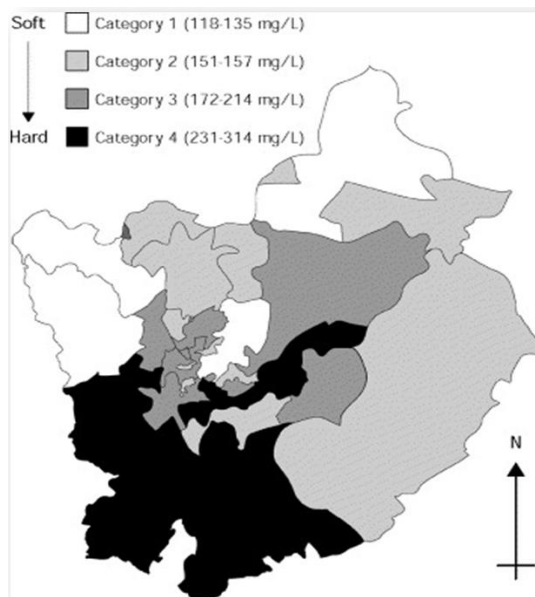 Soft
Category 1 (118-135 mg/L)
Category 2 (151-157 mg/L)
Category 3 (172-214 mg/L)
Hard
Category 4 (231-314 mg/L)
N